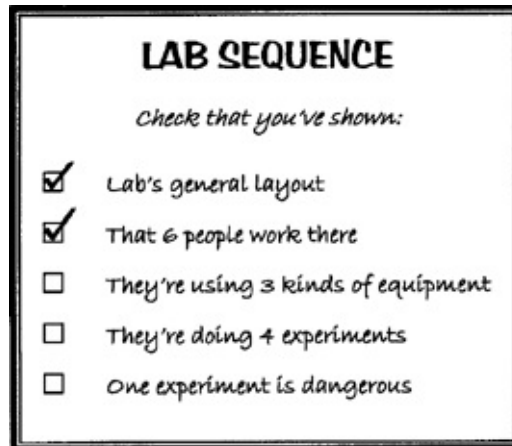 LAB SEQUENCE
Check that you've shown:
Lab's general layout
That 6 people work there
They're using 3 kinds of equipment
They're doing 4 experiments
One experiment is dangerous